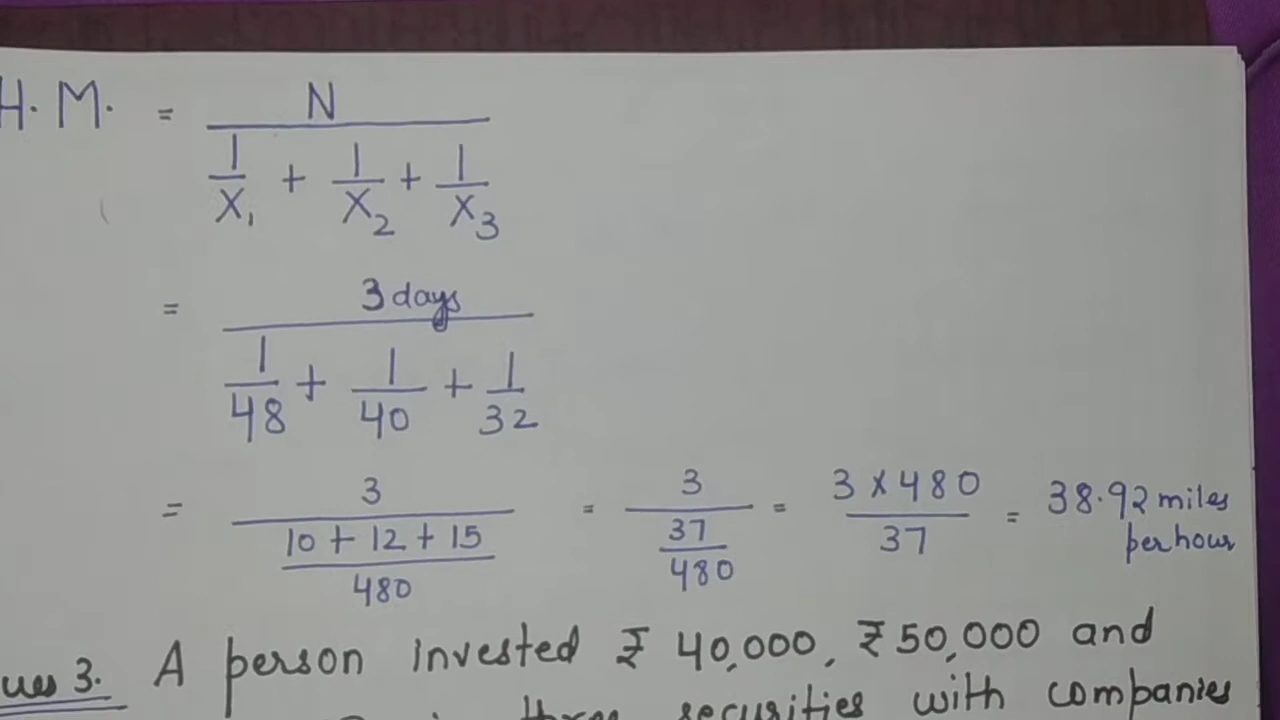 H. M. = N / (1/X₁ + 1/X₂ + 1/X₃)
= 3 days / (1/48 + 1/40 + 1/32)
= 3 / ((10 + 12 + 15)/480) = 3 / (37/480) = (3 × 480)/37 = 38.92 miles per hour
3. A person invested ₹ 40,000, ₹ 50,000 and
securities with companies